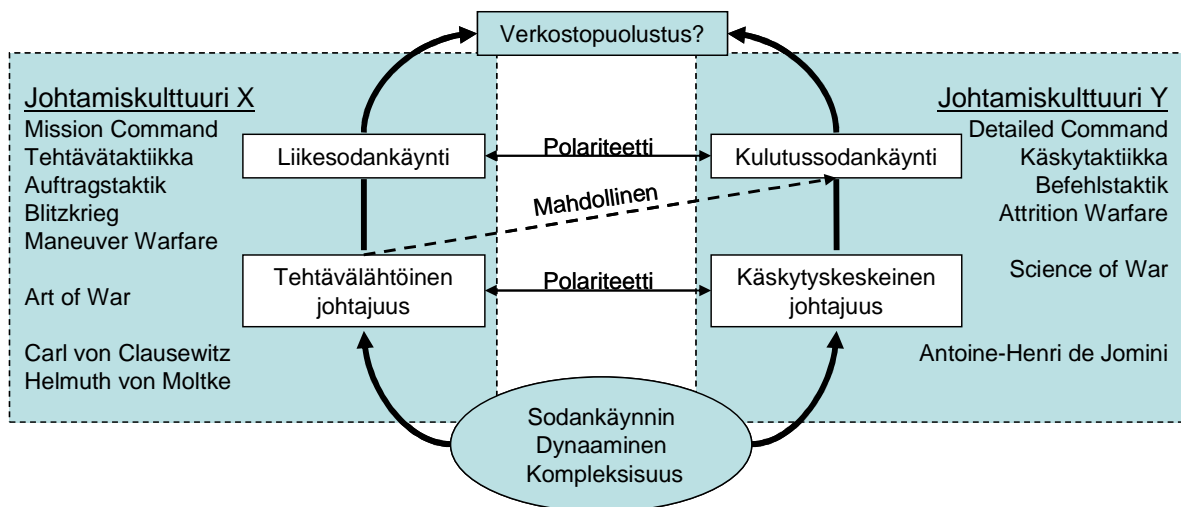 Verkostopuolustus?
Johtamiskulttuuri X
Mission Command
Tehtävätaktiikka
Auftragstaktik
Blitzkrieg
Maneuver Warfare
Art of War
Carl von Clausewitz
Helmuth von Moltke
Liikesodankäynti
Tehtävälähtöinen
johtajuus
Polariteetti
Mahdollinen
Polariteetti
Kulutussodankäynti
Käskytyskeskeinen
johtajuus
Johtamiskulttuuri Y
Detailed Command
Käskytaktiikka
Befehlstaktik
Attrition Warfare
Science of War
Antoine-Henri de Jomini
Sodankäynnin
Dynaaminen
Kompleksisuus